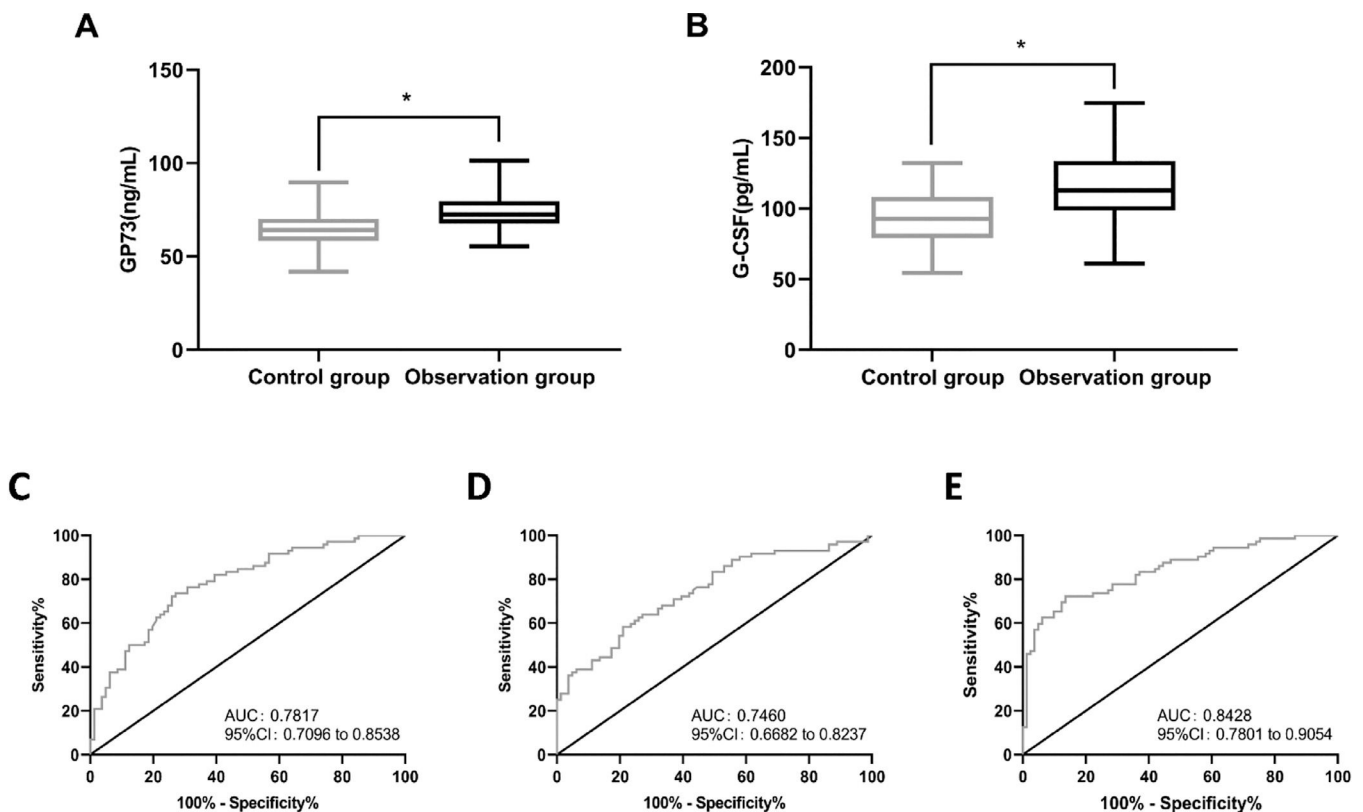 A
GP73(ng/mL)
150
100
50
0
*
Control group
Observation group
B
G-CSF(pg/mL)
200
150
100
50
0
*
Control group
Observation group
C
Sensitivity%
100
80
60
40
20
0
AUC: 0.7817
95%CI: 0.7096 to 0.8538
0 20 40 60 80 100
100% - Specificity%
D
Sensitivity%
100
80
60
40
20
0
AUC: 0.7460
95%CI: 0.6682 to 0.8237
0 20 40 60 80 100
100% - Specificity%
E
Sensitivity%
100
80
60
40
20
0
AUC: 0.8428
95%CI: 0.7801 to 0.9054
0 20 40 60 80 100
100% - Specificity%